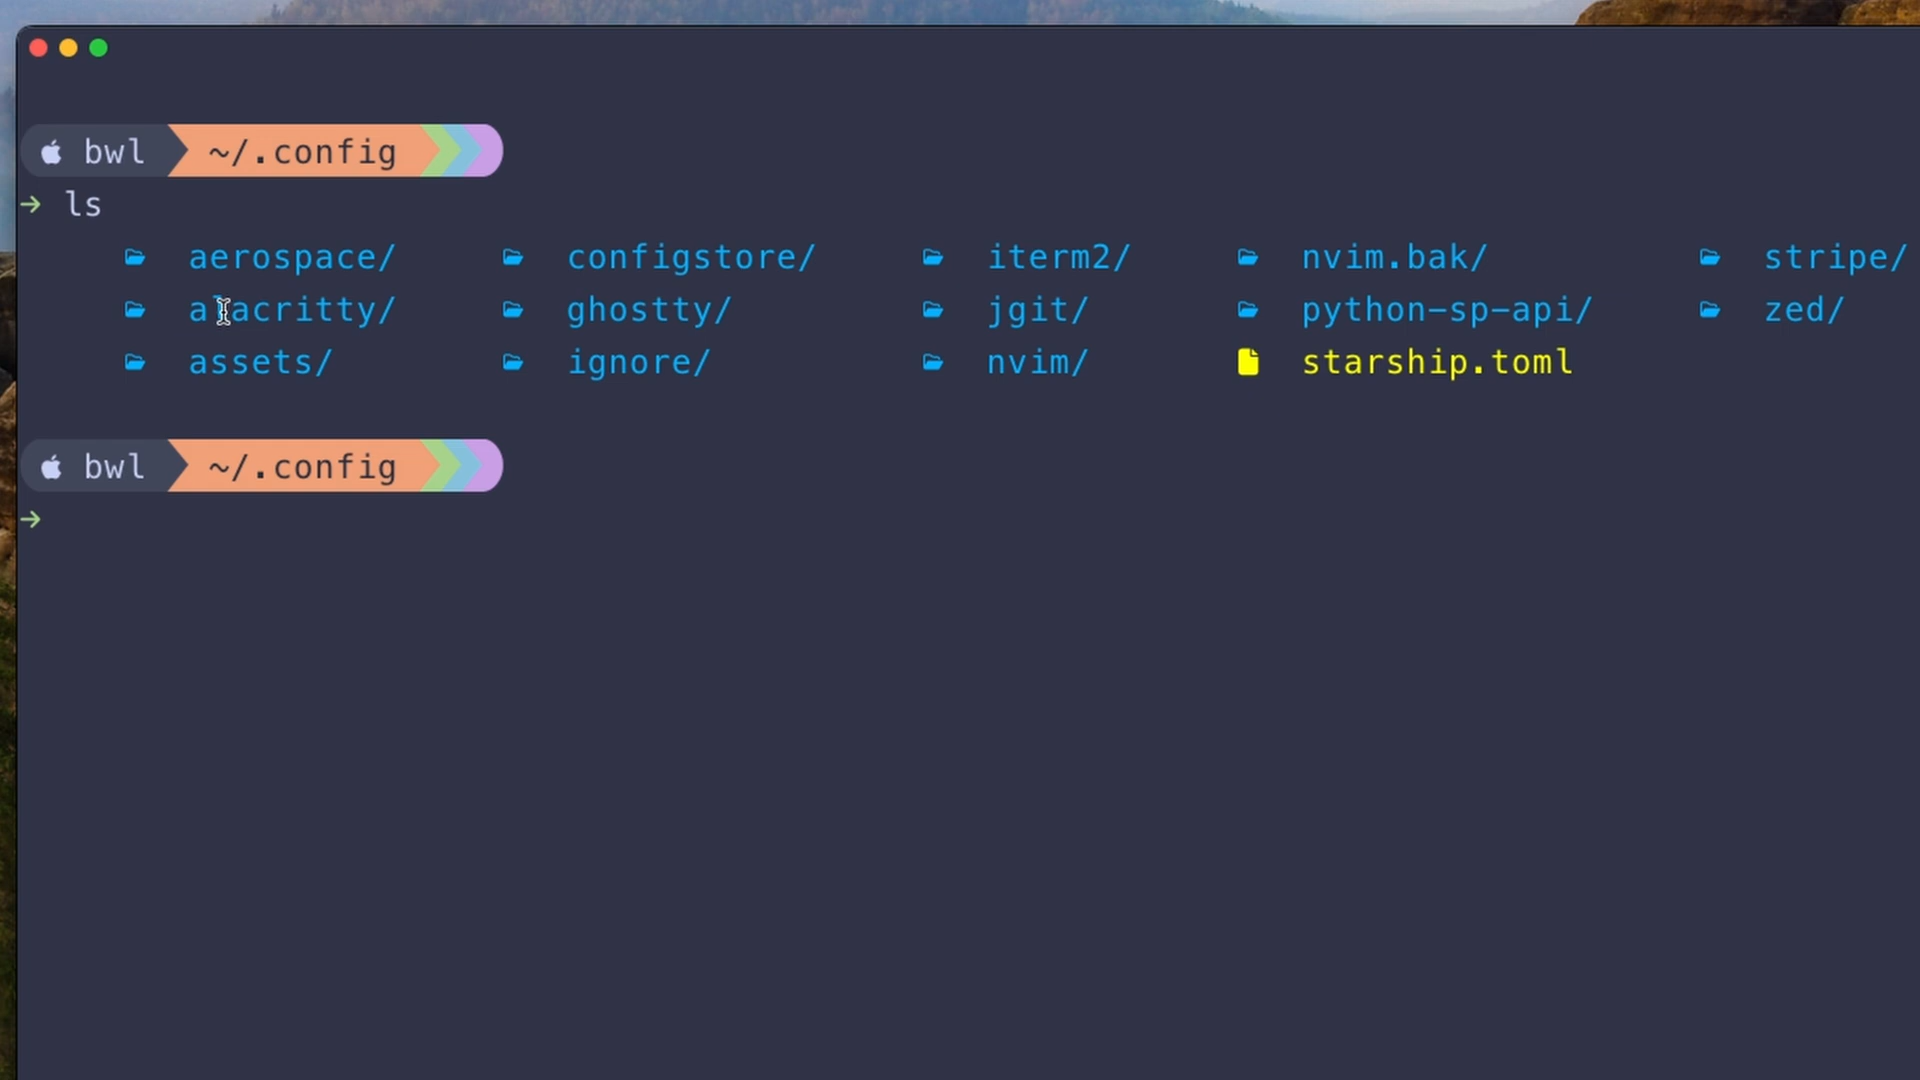 bwl ~/.config
→ ls
aerospace/ configstore/ iterm2/ nvim.bak/ stripe/
alacritty/ ghostty/ jgit/ python-sp-api/ zed/
assets/ ignore/ nvim/ starship.toml
bwl ~/.config
→